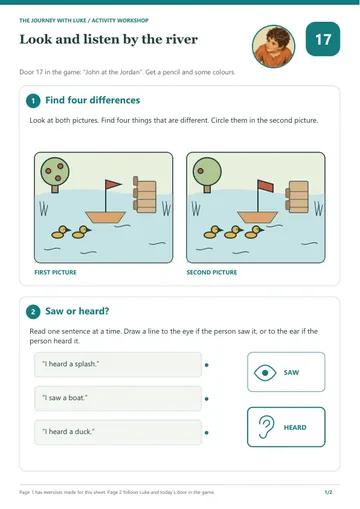 THE JOURNEY WITH LUKE / ACTIVITY WORKSHOP
Look and listen by the river
17
Door 17 in the game: "John at the Jordan". Get a pencil and some colours.
1 Find four differences
Look at both pictures. Find four things that are different. Circle them in the second picture.
FIRST PICTURE
SECOND PICTURE
2 Saw or heard?
Read one sentence at a time. Draw a line to the eye if the person saw it, or to the ear if the
person heard it.
"I heard a splash."
SAW
"I saw a boat."
"I heard a duck."
HEARD
Page 1 has exercises made for this sheet. Page 2 follows Luke and today's door in the game.
1/2